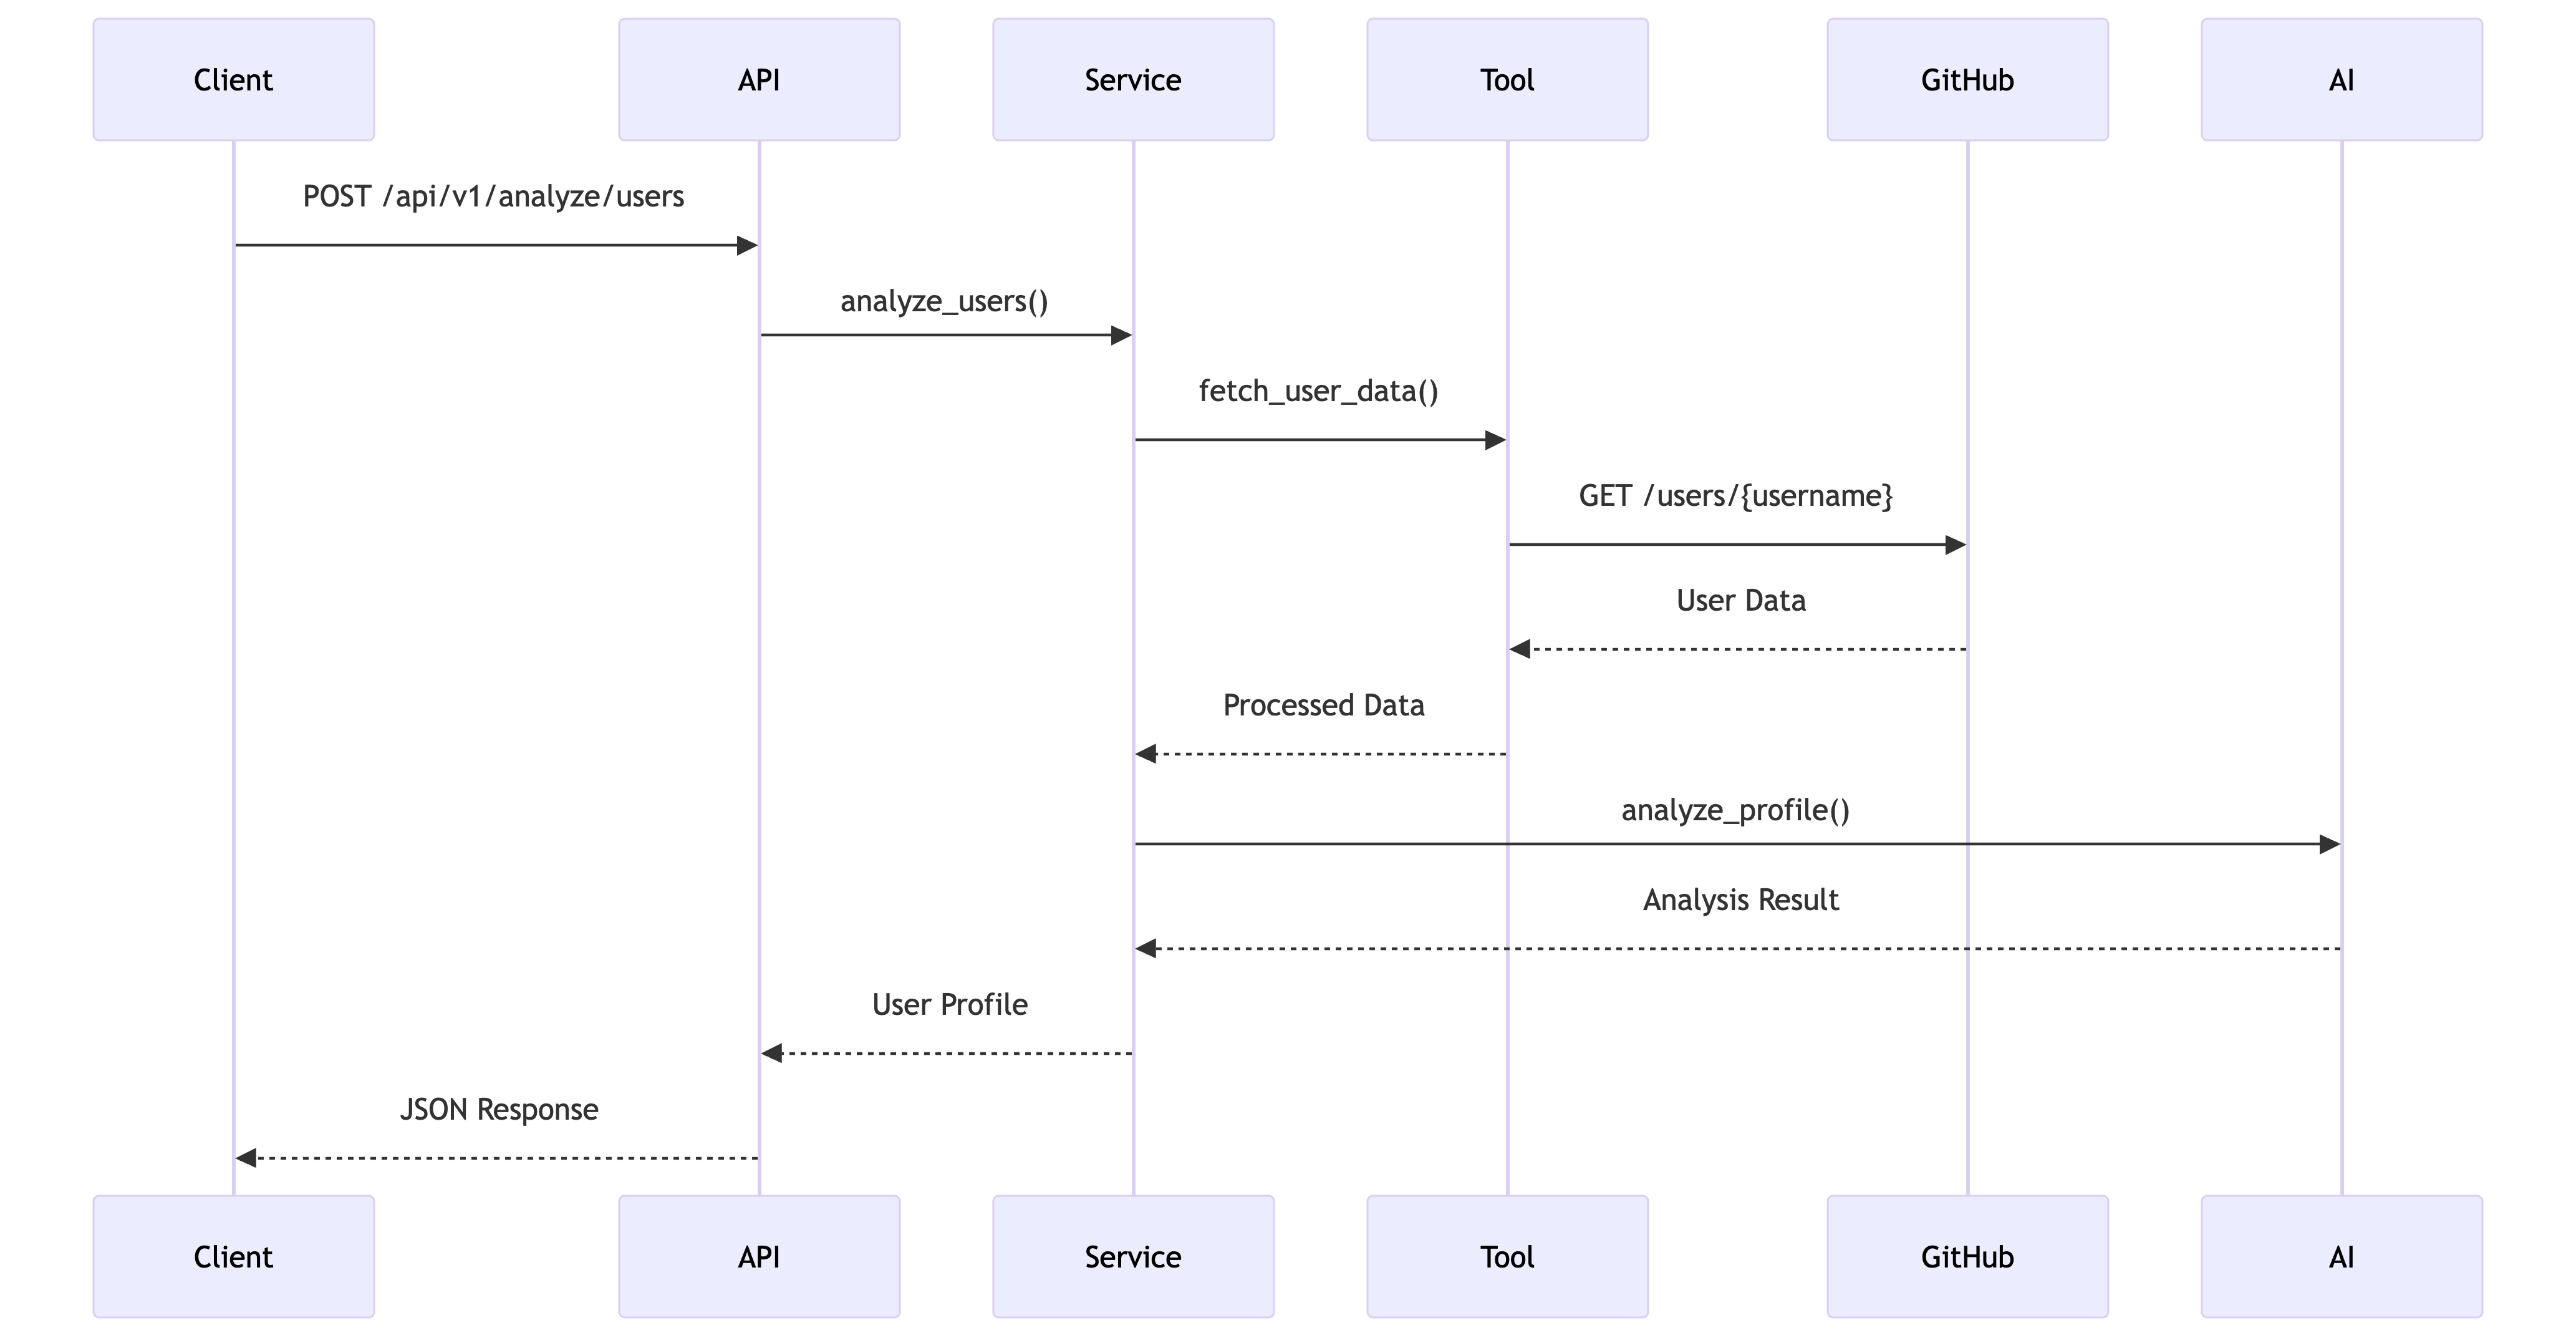 Client
API
Service
Tool
GitHub
AI
POST /api/v1/analyze/users
analyze_users()
fetch_user_data()
GET /users/{username}
User Data
Processed Data
analyze_profile()
Analysis Result
User Profile
JSON Response
Client
API
Service
Tool
GitHub
AI